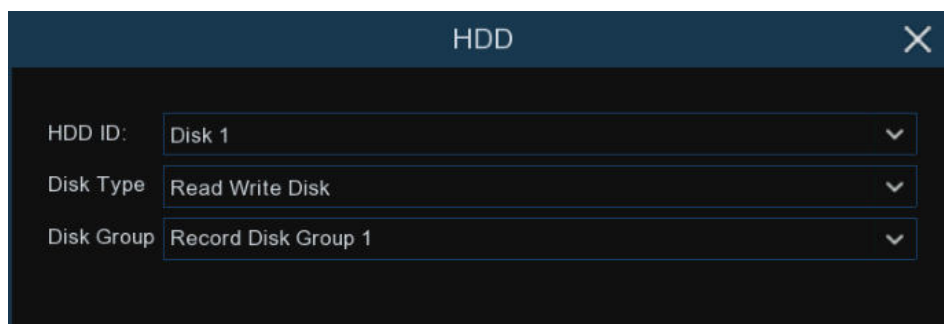 HDD
HDD ID: Disk 1
Disk Type Read Write Disk
Disk Group Record Disk Group 1